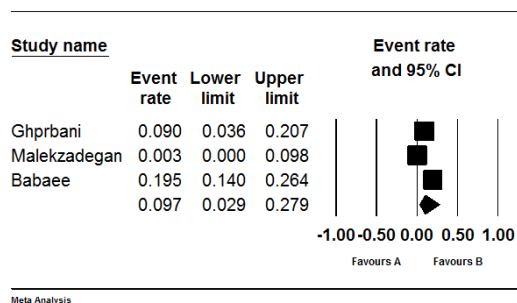 Study name Event rate and 95% CI
Event rate Lower limit Upper limit
Ghprbani 0.090 0.036 0.207
Malekzadegan 0.003 0.000 0.098
Babaee 0.195 0.140 0.264
0.097 0.029 0.279
-1.00 -0.50 0.00 0.50 1.00
Favours A Favours B
Meta Analysis